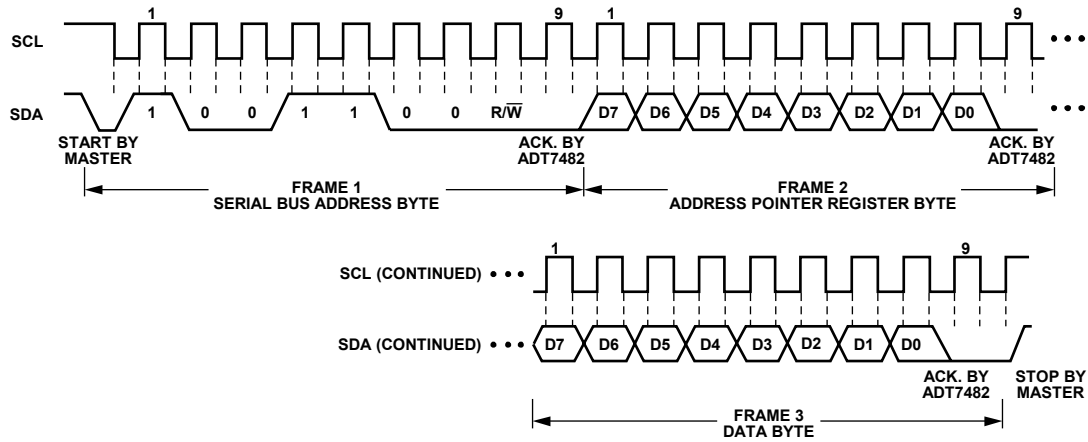 1 9 1 9
SCL
SDA 1 0 0 1 1 0 0 R/W̅ D7 D6 D5 D4 D3 D2 D1 D0
START BY
MASTER
ACK. BY
ADT7482
ACK. BY
ADT7482
FRAME 1
SERIAL BUS ADDRESS BYTE
FRAME 2
ADDRESS POINTER REGISTER BYTE
1 9
SCL (CONTINUED)
SDA (CONTINUED) D7 D6 D5 D4 D3 D2 D1 D0
ACK. BY
ADT7482
STOP BY
MASTER
FRAME 3
DATA BYTE